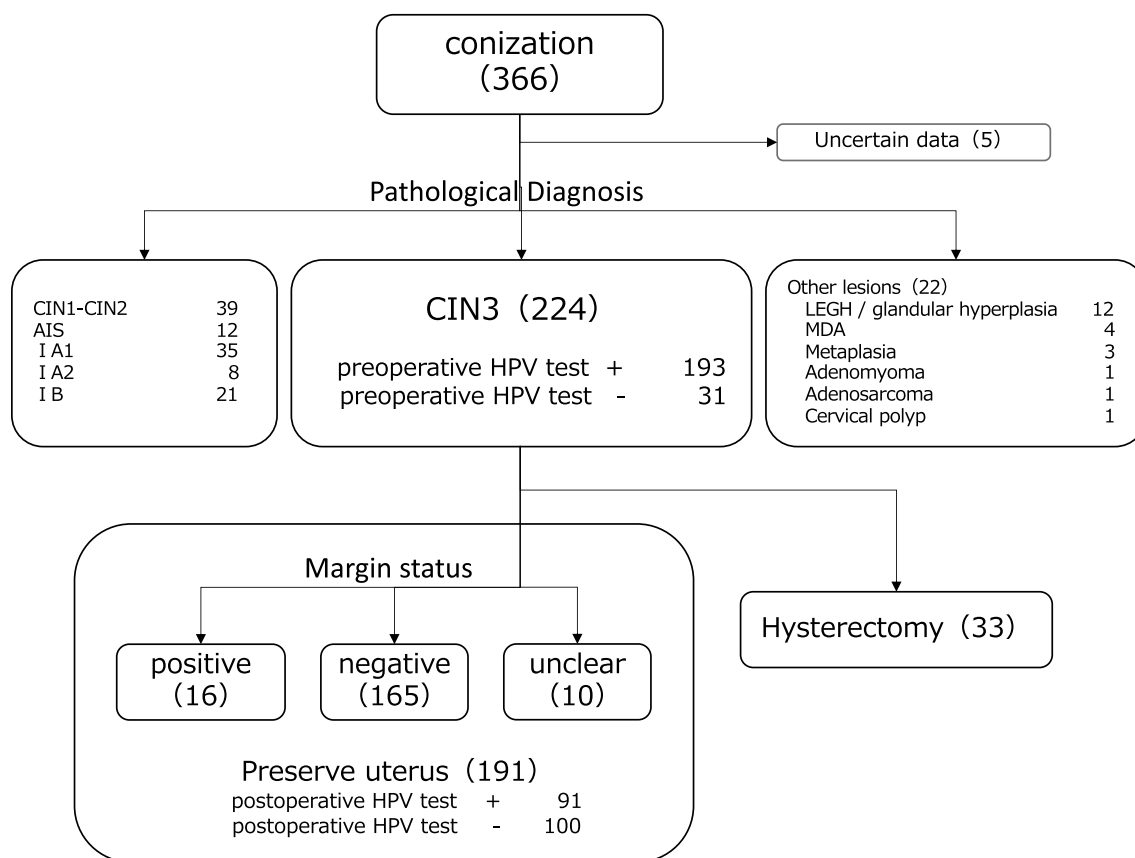 conization
（366）
Uncertain data（5）
Pathological Diagnosis
CIN1-CIN2 39
AIS 12
ⅠA1 35
ⅠA2 8
ⅠB 21
CIN3（224）
preoperative HPV test + 193
preoperative HPV test - 31
Other lesions（22）
LEGH / glandular hyperplasia 12
MDA 4
Metaplasia 3
Adenomyoma 1
Adenosarcoma 1
Cervical polyp 1
Margin status
positive
（16）
negative
（165）
unclear
（10）
Hysterectomy（33）
Preserve uterus（191）
postoperative HPV test + 91
postoperative HPV test - 100